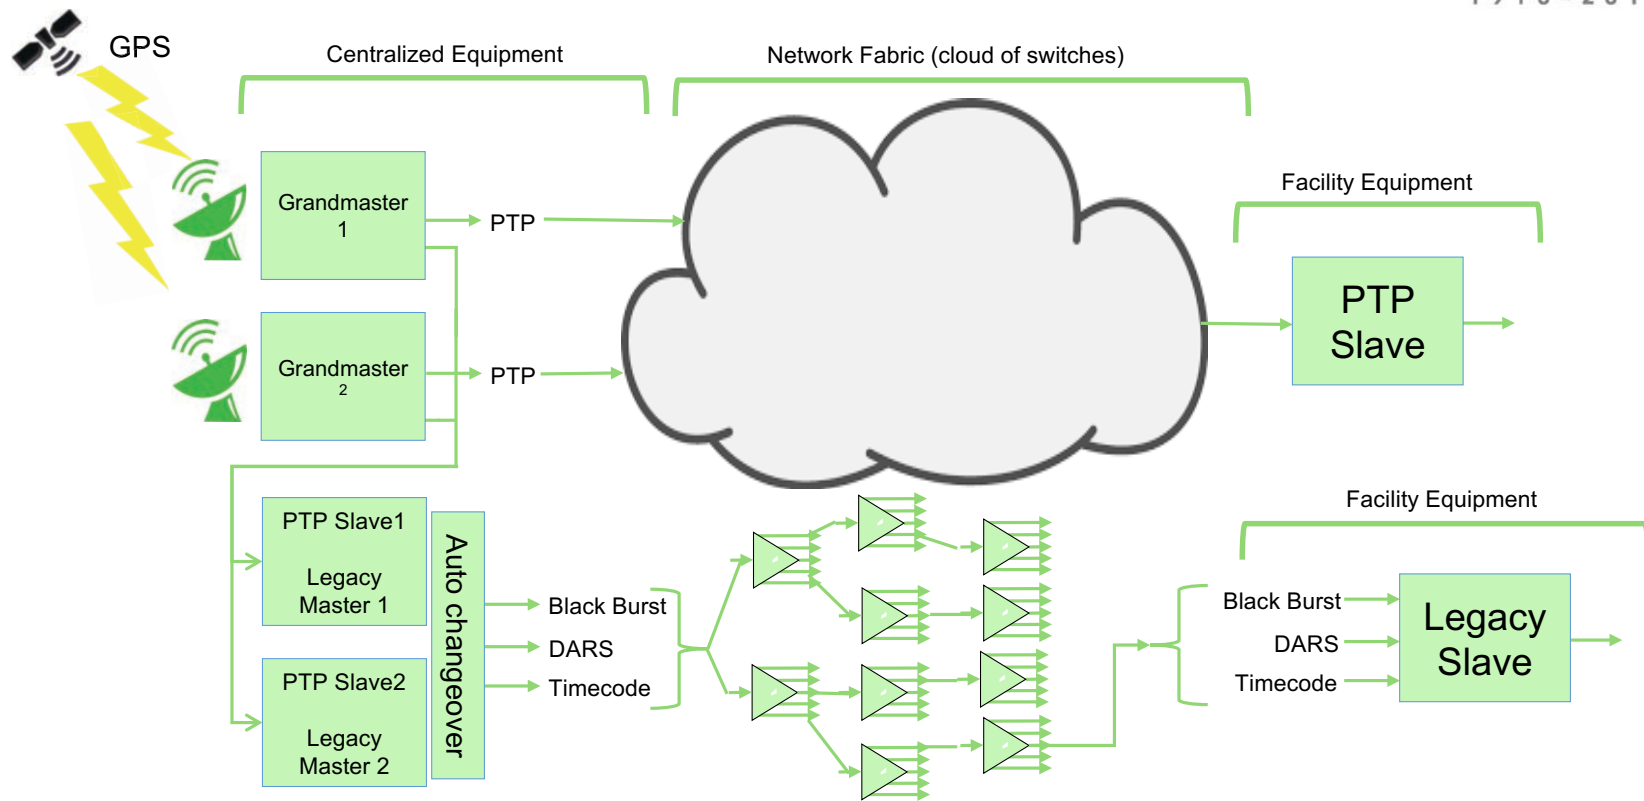 GPS
Centralized Equipment
Network Fabric (cloud of switches)
Grandmaster
1
PTP
Facility Equipment
PTP
Slave
Grandmaster
2
PTP
PTP Slave1
Legacy
Master 1
PTP Slave2
Legacy
Master 2
Auto changeover
Black Burst
DARS
Timecode
Facility Equipment
Black Burst
DARS
Timecode
Legacy
Slave